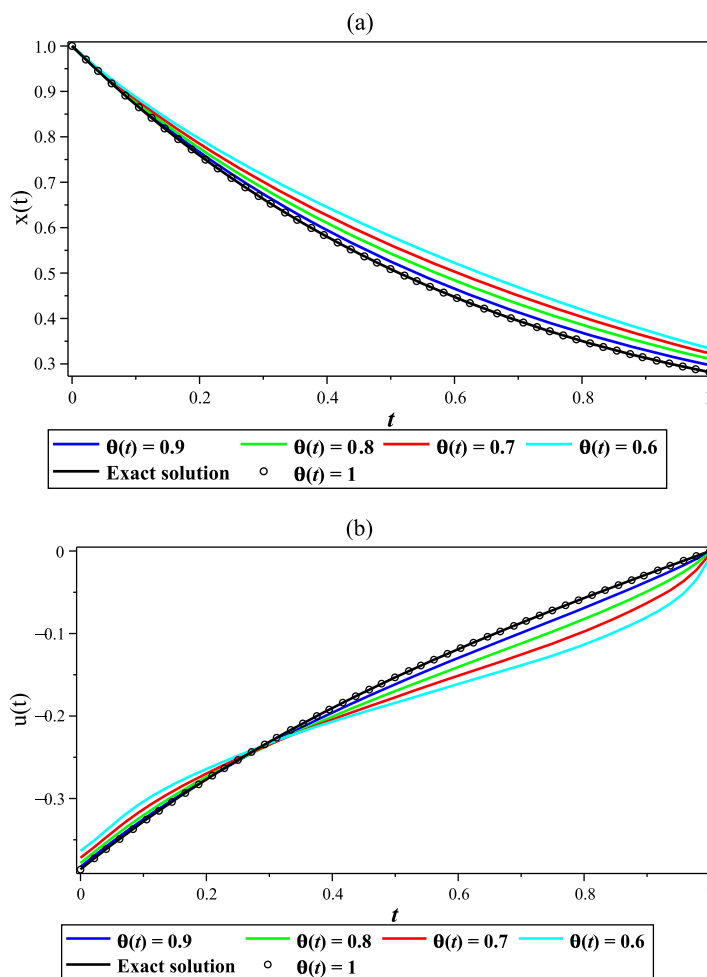 (a)
1.0
0.9
0.8
0.7
0.6
0.5
0.4
0.3
x(t)
0 0.2 0.4 0.6 0.8
t
θ(t) = 0.9 θ(t) = 0.8 θ(t) = 0.7 θ(t) = 0.6
Exact solution θ(t) = 1
(b)
0
−0.1
−0.2
−0.3
u(t)
0 0.2 0.4 0.6 0.8
t
θ(t) = 0.9 θ(t) = 0.8 θ(t) = 0.7 θ(t) = 0.6
Exact solution θ(t) = 1